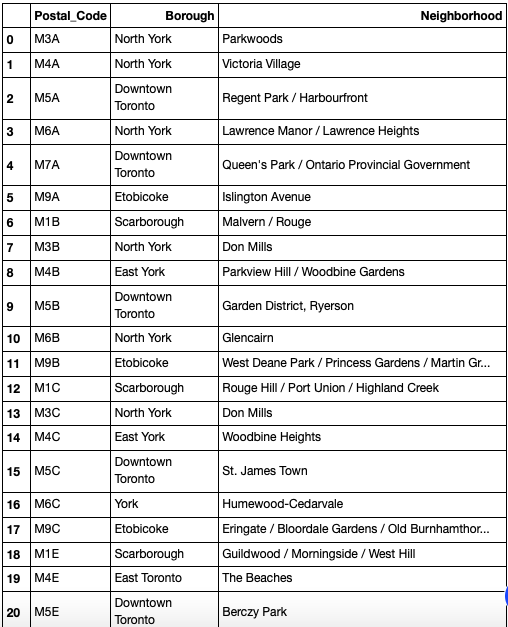 Postal_Code Borough Neighborhood
0 M3A North York Parkwoods
1 M4A North York Victoria Village
2 M5A Downtown Toronto Regent Park / Harbourfront
3 M6A North York Lawrence Manor / Lawrence Heights
4 M7A Downtown Toronto Queen's Park / Ontario Provincial Government
5 M9A Etobicoke Islington Avenue
6 M1B Scarborough Malvern / Rouge
7 M3B North York Don Mills
8 M4B East York Parkview Hill / Woodbine Gardens
9 M5B Downtown Toronto Garden District, Ryerson
10 M6B North York Glencairn
11 M9B Etobicoke West Deane Park / Princess Gardens / Martin Gr...
12 M1C Scarborough Rouge Hill / Port Union / Highland Creek
13 M3C North York Don Mills
14 M4C East York Woodbine Heights
15 M5C Downtown Toronto St. James Town
16 M6C York Humewood-Cedarvale
17 M9C Etobicoke Eringate / Bloordale Gardens / Old Burnhamthor...
18 M1E Scarborough Guildwood / Morningside / West Hill
19 M4E East Toronto The Beaches
20 M5E Downtown Toronto Berczy Park